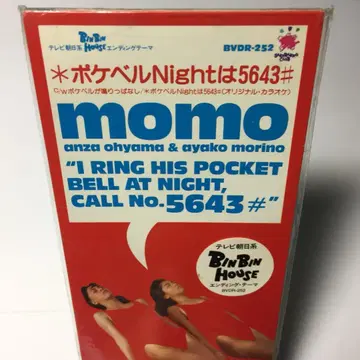 テレビ朝日系 BinBin House エンディングテーマ
BVDR-252
*ポケベルNightは5643#
C/Wポケベルが鳴りっぱなし/*ポケベルNightは5643#(オリジナル・カラオケ)
momo
anza ohyama & ayako morino
"I RING HIS POCKET
BELL AT NIGHT,
CALL No.5643#"
テレビ朝日系
BinBin
House
エンディング・テーマ
BVDR-252